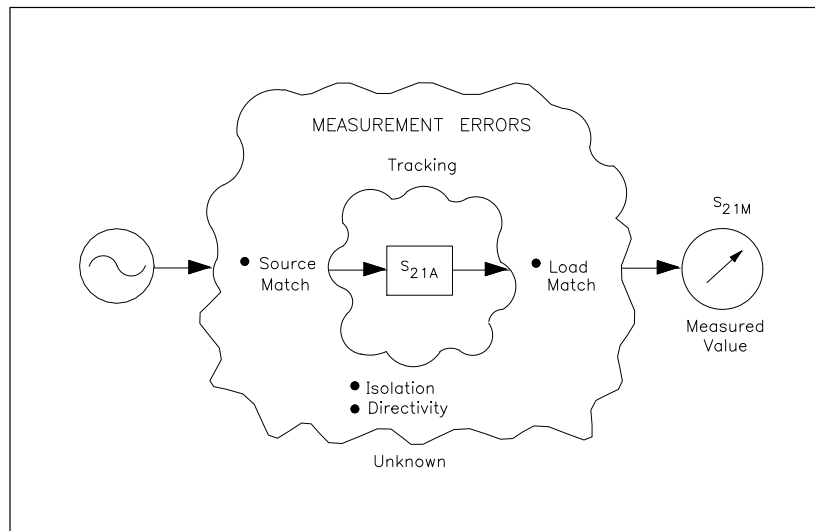 MEASUREMENT ERRORS
Tracking
S21M
● Source
Match
S21A
● Load
Match
Measured
Value
● Isolation
● Directivity
Unknown